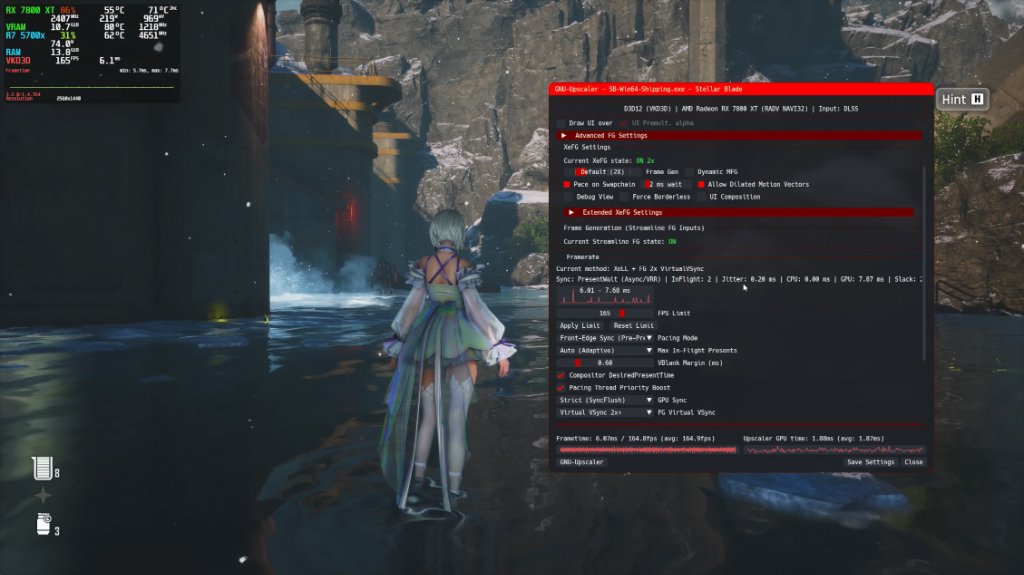 RX 7800 XT 86% 55°C 71°C
2407MHz 219W 969mV
VRAM 10.7GiB 80°C 1218MHz
R7 5700x 31% 62°C 4651MHz
74.0W
RAM 13.8GiB
VKD3D 165FPS 6.1ms
Frametime min: 5.7ms, max: 7.7ms
Resolution 2560x1440
GNU-Upscaler - SB-Win64-Shipping.exe - Stellar Blade
D3D12 (VKD3D) | AMD Radeon RX 7800 XT (RADV NAVI32) | Input: DLSS
Draw UI over UI Premult. alpha
Advanced FG Settings
XeFG Settings
Current XeFG state: ON 2x
Default (2X) Frame Gen Dynamic MFG
Pace on Swapchain 2 ms wait Allow Dilated Motion Vectors
Debug View Force Borderless UI Composition
Extended XeFG Settings
Frame Generation (Streamline FG Inputs)
Current Streamline FG state: ON
Framerate
Current method: XeLL + FG 2x VirtualVSync
Sync: PresentWait (Async/VRR) | InFlight: 2 | Jitter: 0.20 ms | CPU: 0.00 ms | GPU: 7.87 ms | Slack:
6.01 - 7.68 ms
165 FPS Limit
Apply Limit Reset Limit
Front-Edge Sync (Pre-Pre Pacing Mode
Auto (Adaptive) Max In-Flight Presents
0.60 VBlank Margin (ms)
Compositor DesiredPresentTime
Pacing Thread Priority Boost
Strict (SyncFlush) GPU Sync
Virtual VSync 2x+ FG Virtual VSync
Frametime: 6.07ms / 164.8fps (avg: 164.9fps) Upscaler GPU time: 1.88ms (avg: 1.87ms)
GNU-Upscaler Save Settings Close
Hint H
8
3